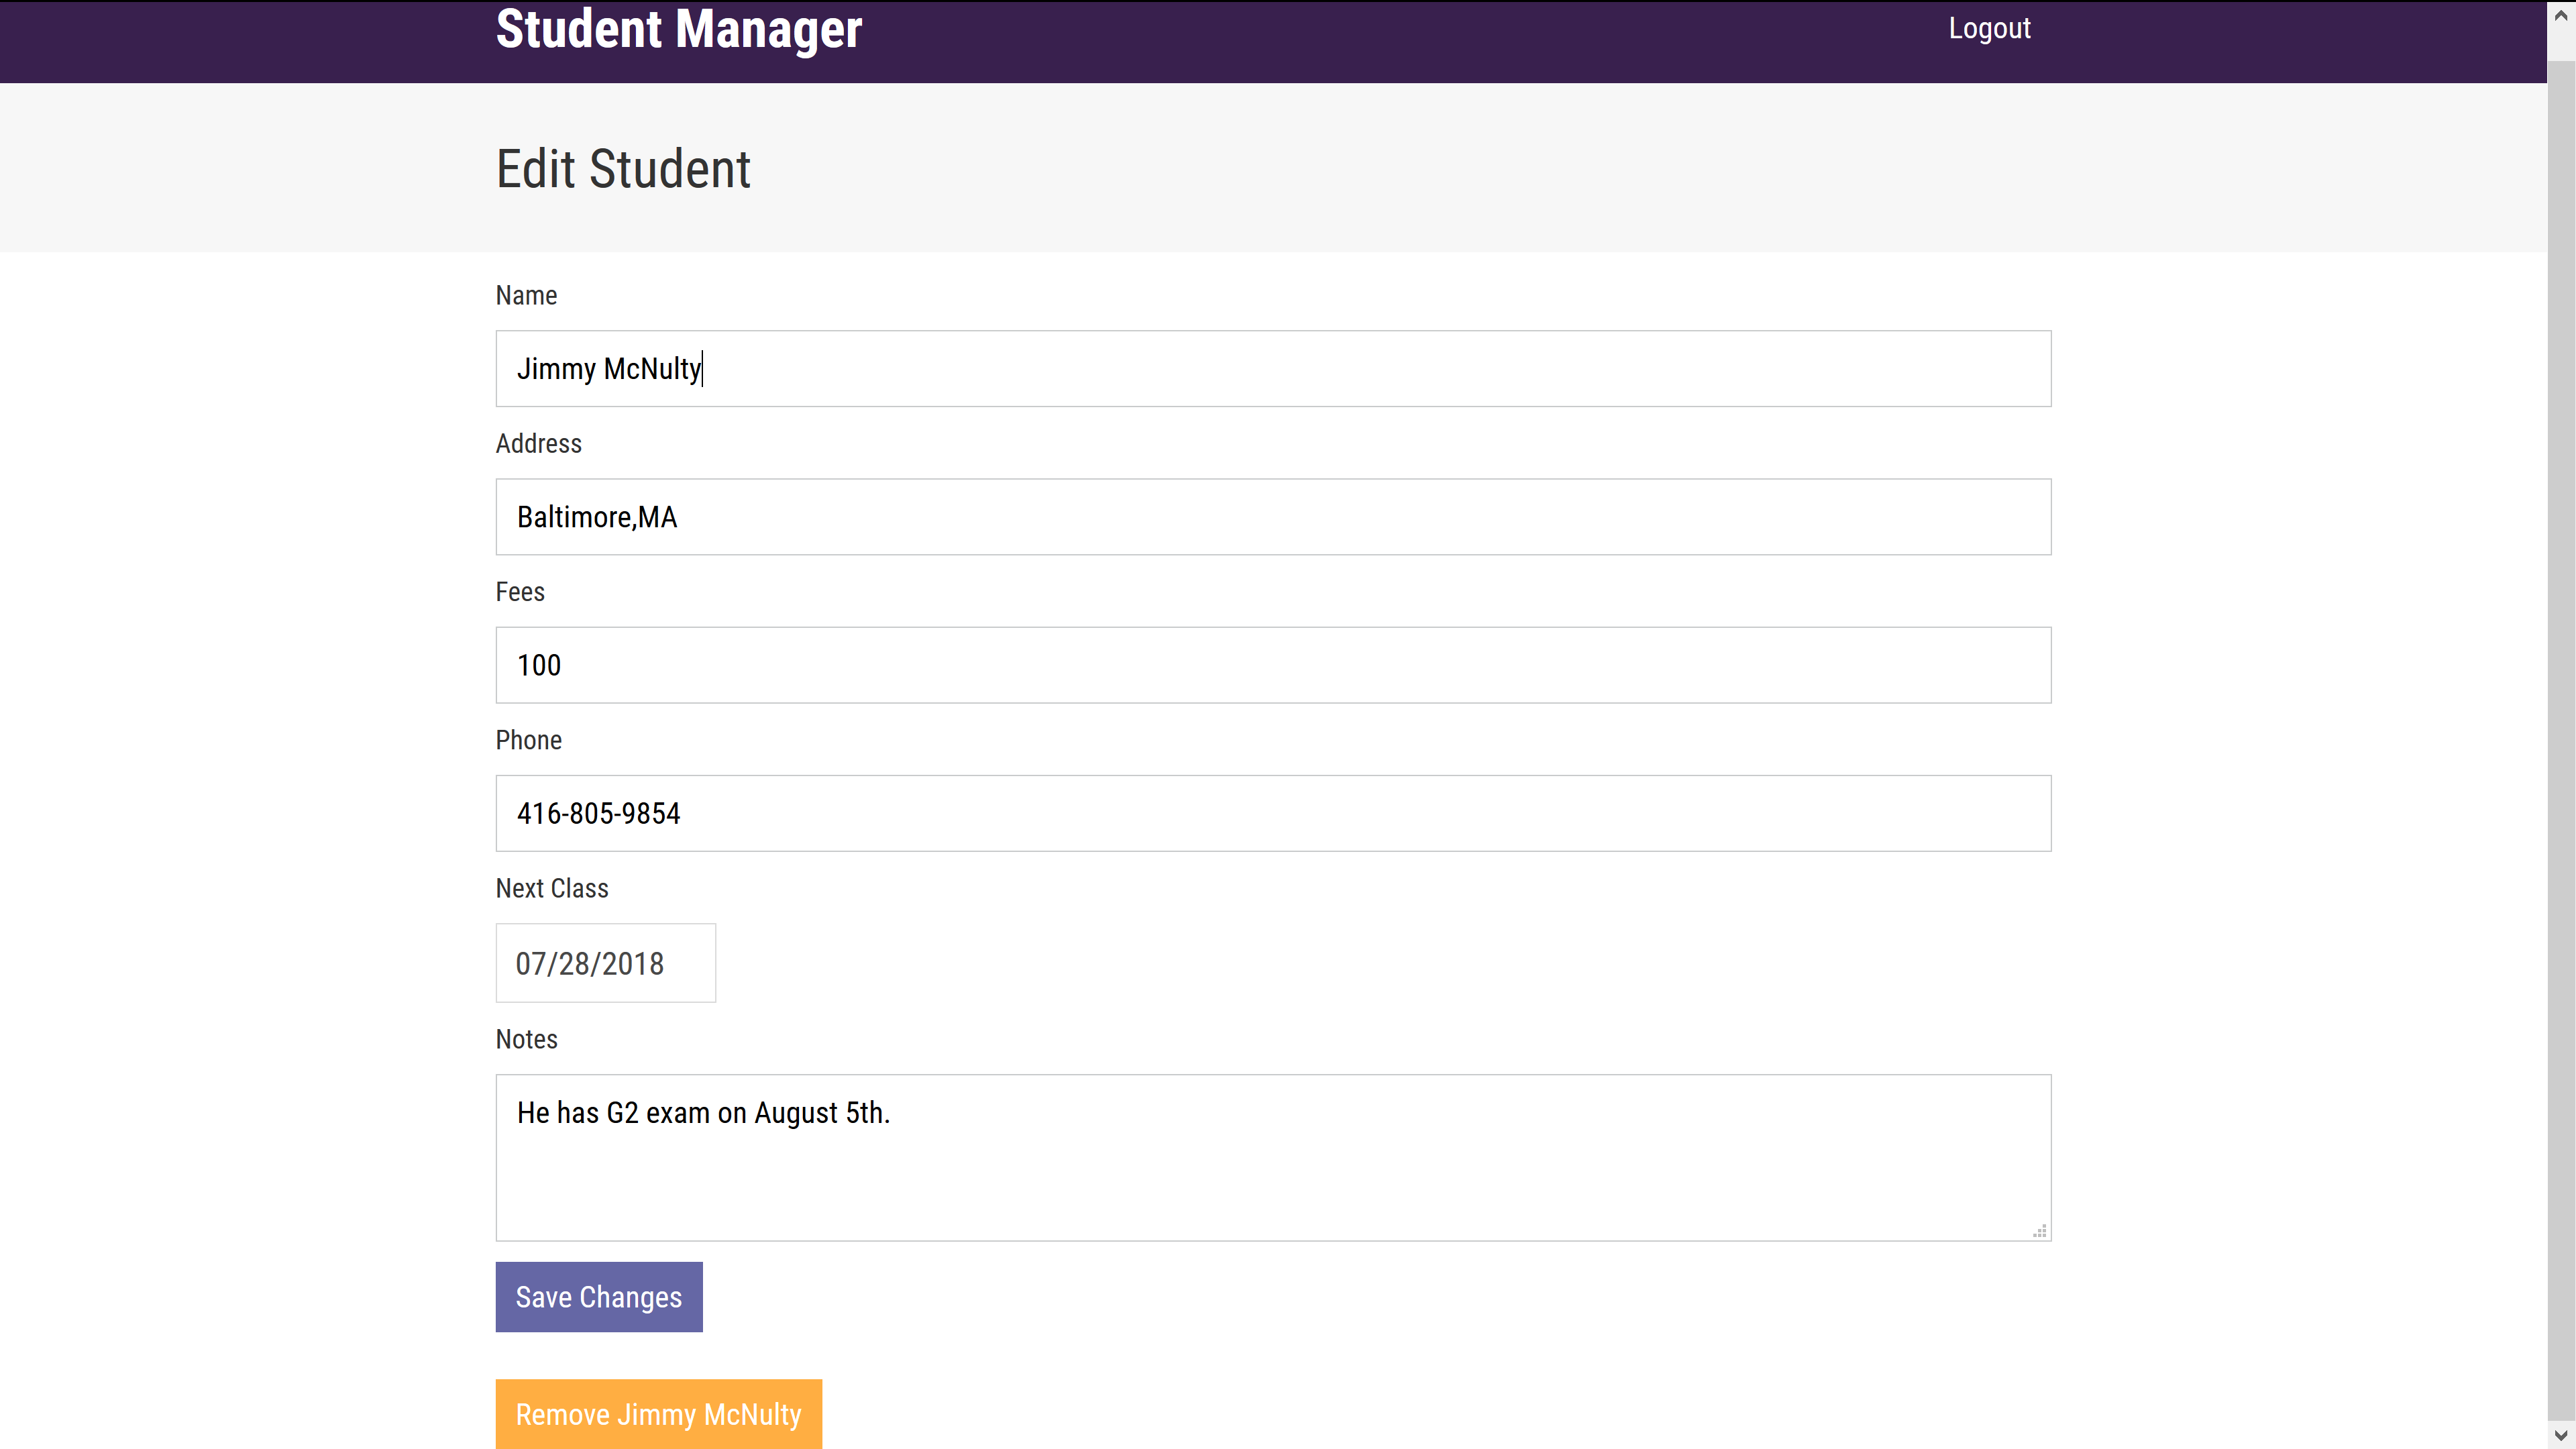 Student Manager
Logout
Edit Student
Name
Jimmy McNulty
Address
Baltimore,MA
Fees
100
Phone
416-805-9854
Next Class
07/28/2018
Notes
He has G2 exam on August 5th.
Save Changes
Remove Jimmy McNulty